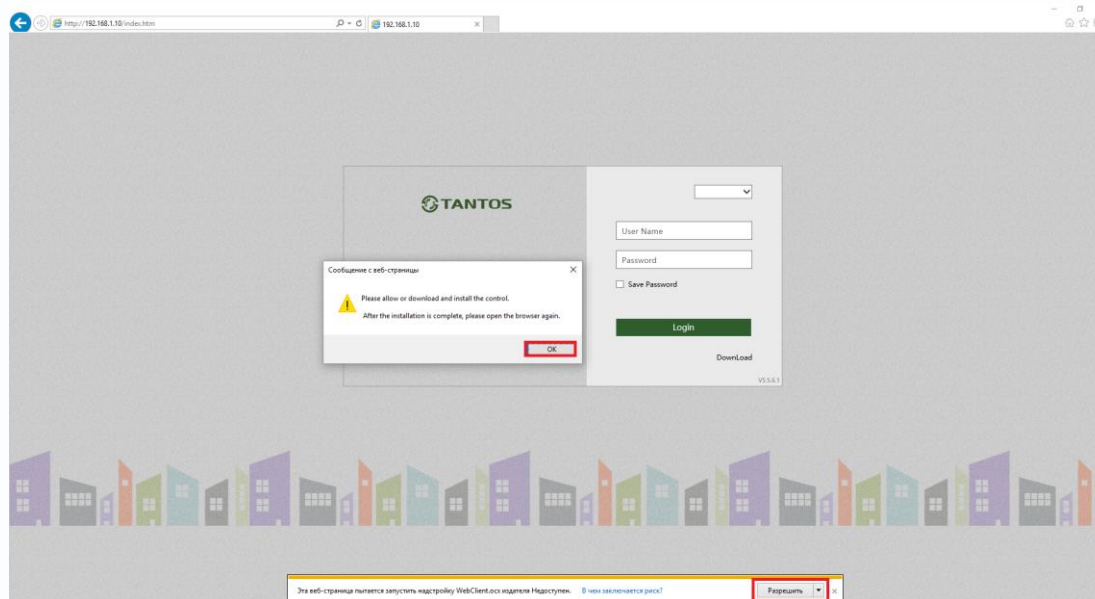 http://192.168.1.10/index.htm
192.168.1.10
TANTOS
User Name
Password
Save Password
Login
DownLoad
V3.5.6.1
Сообщение с веб-страницы
Please allow or download and install the control.
After the installation is complete, please open the browser again.
OK
Эта веб-страница пытается запустить надстройку WebClient.ocx издателя Недоступен. В чем заключается риск? Разрешить